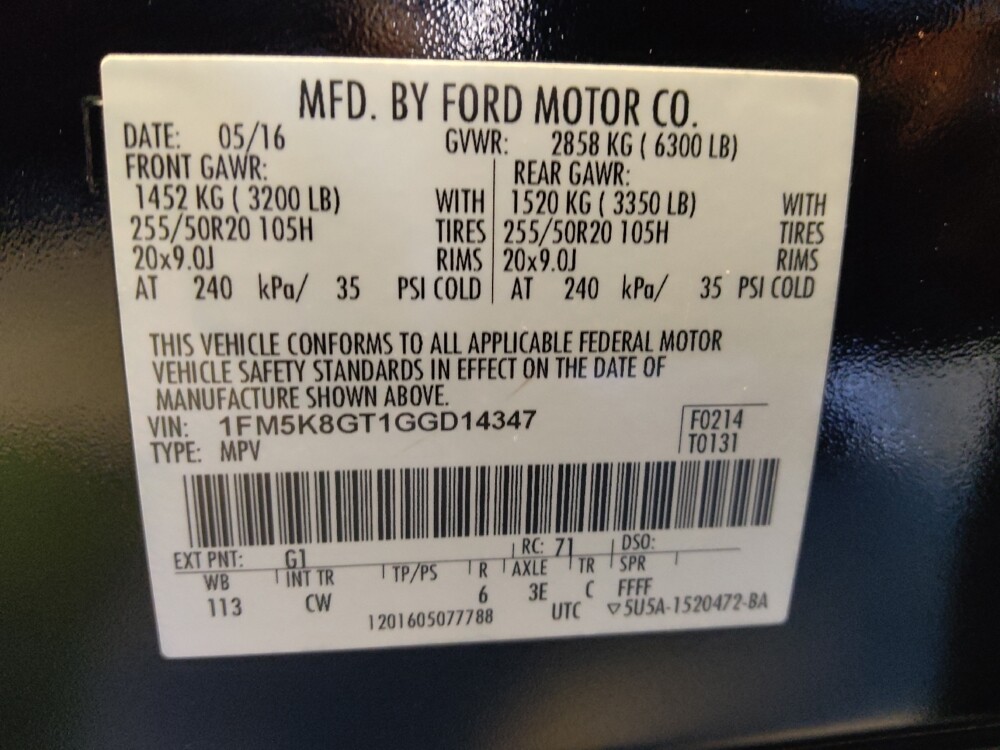 MFD. BY FORD MOTOR CO.
DATE: 05/16 GVWR: 2858 KG ( 6300 LB)
FRONT GAWR: REAR GAWR:
1452 KG ( 3200 LB) WITH 1520 KG ( 3350 LB) WITH
255/50R20 105H TIRES 255/50R20 105H TIRES
20x9.0J RIMS 20x9.0J RIMS
AT 240 kPa/ 35 PSI COLD AT 240 kPa/ 35 PSI COLD
THIS VEHICLE CONFORMS TO ALL APPLICABLE FEDERAL MOTOR
VEHICLE SAFETY STANDARDS IN EFFECT ON THE DATE OF
MANUFACTURE SHOWN ABOVE.
VIN: 1FM5K8GT1GGD14347 F0214
TYPE: MPV T0131
EXT PNT: G1 RC: 71 DSO:
WB INT TR TP/PS R AXLE TR SPR
113 CW 6 3E C FFFF
1201605077788 UTC ▽5U5A-1520472-BA